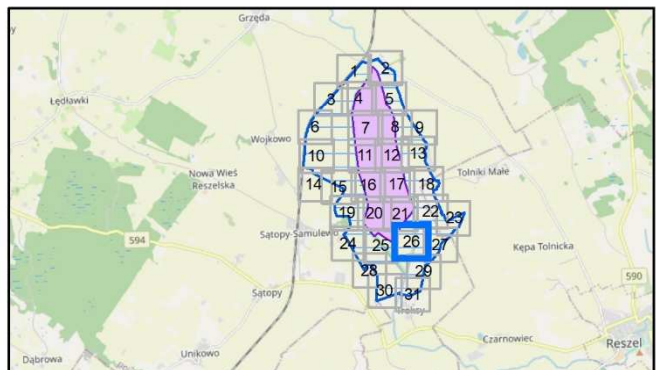 Grzęda
Lędławki
Wojkowo
Nowa Wieś
Reszelska
Tolniki Małe
594
Sątopy-Samulewo
Kępa Tolnicka
590
Sątopy
Troksy
Czarnowiec
Unikowo
Reszel
Dąbrowa
1 2
3 4 5
6 7 8 9
10 11 12 13
14 15 16 17 18
19 20 21 22 23
24 25 26 27
28 29
30 31